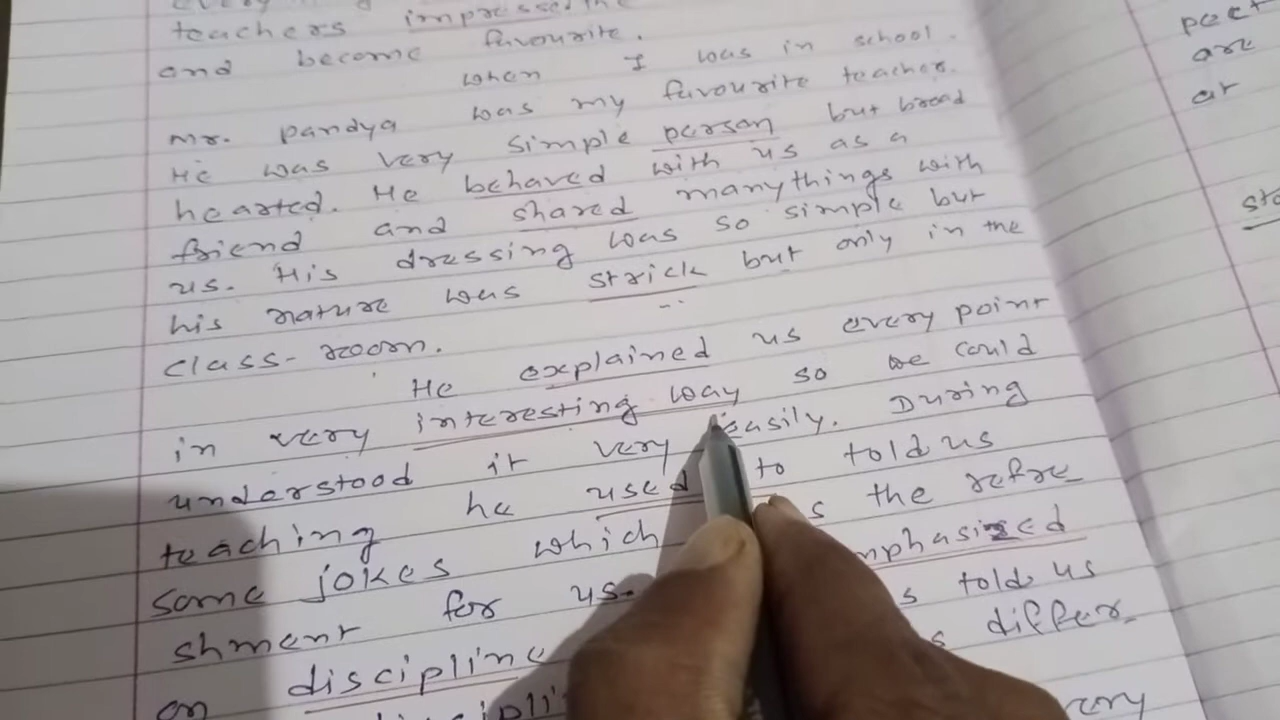 teachers impressed the
and become favourite.
when I was in school.
Mr. Pandya was my favourite teacher.
He was very simple person but broad
hearted. He behaved with us as a
friend and shared many things with
us. His dressing was so simple but
his nature was strick but only in the
class-room.
He explained us every point
in very interesting way so we could
understood it very easily. During
teaching he used to told us
some jokes which the refre
shment for us. emphasized
on discipline told us
differ
are
ar